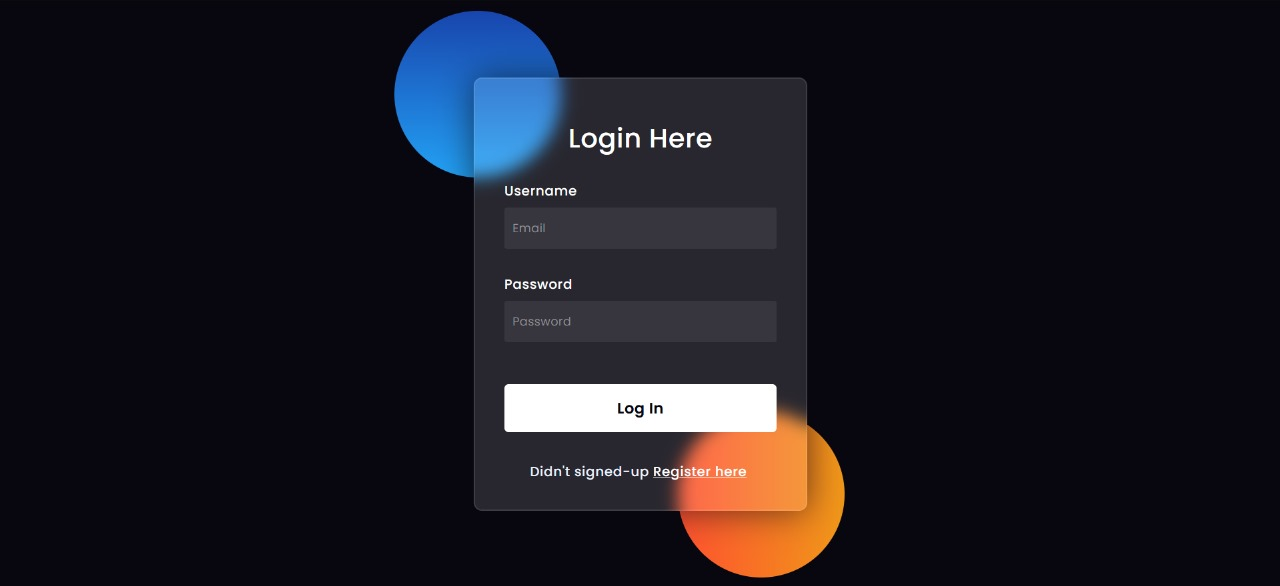 Login Here
Username
Email
Password
Password
Log In
Didn't signed-up Register here